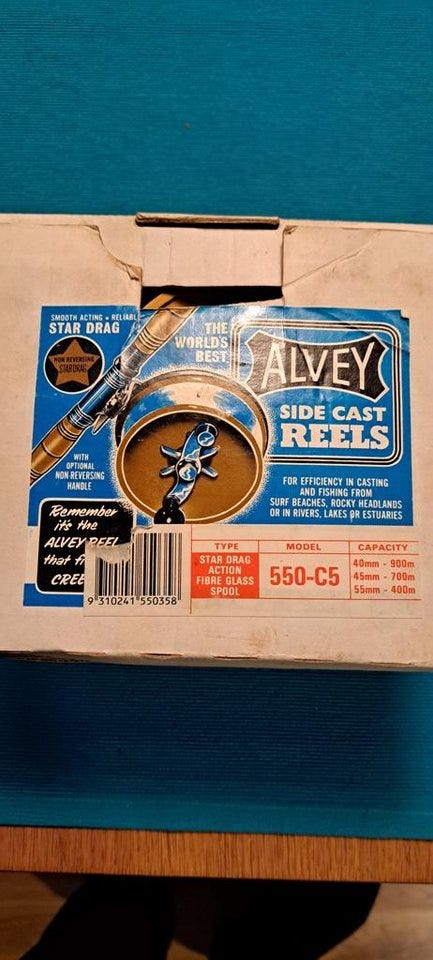 SMOOTH ACTING • RELIABL
STAR DRAG
NON REVERSING
STAR DRAG
WITH
OPTIONAL
NON REVERSING
HANDLE
THE
WORLD'S
BEST
ALVEY
SIDE CAST
REELS
FOR EFFICIENCY IN CASTING
AND FISHING FROM
SURF BEACHES, ROCKY HEADLANDS
OR IN RIVERS, LAKES OR ESTUARIES
Remember
it's the
ALVEY REEL
that
CREE
9 310241 550358
TYPE MODEL CAPACITY
STAR DRAG
ACTION
FIBRE GLASS
SPOOL
550-C5
40mm - 900m
45mm - 700m
55mm - 400m